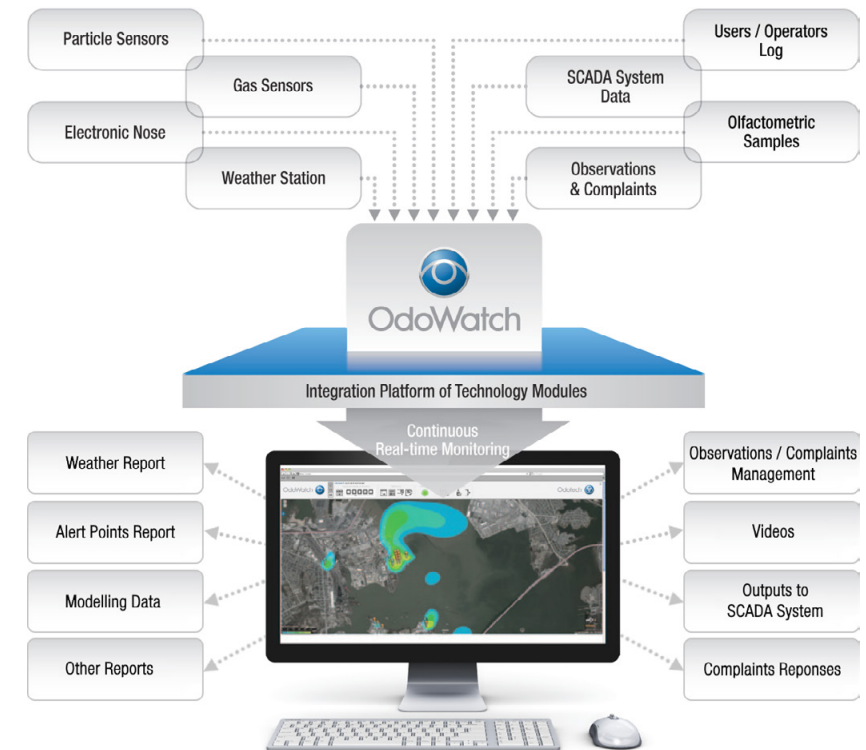 Particle Sensors
Users / Operators
Log
Gas Sensors
SCADA System
Data
Electronic Nose
Olfactometric
Samples
Weather Station
Observations
& Complaints
OdoWatch
Integration Platform of Technology Modules
Continuous
Real-time Monitoring
Weather Report
Observations / Complaints
Management
OdoWatch
Odotech
Alert Points Report
Videos
Modelling Data
Outputs to
SCADA System
Other Reports
Complaints Reponses